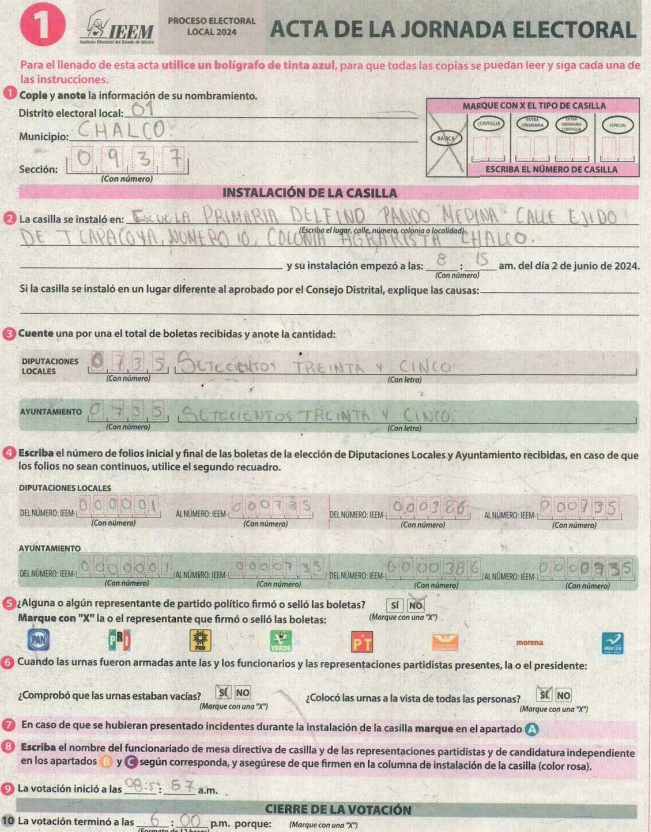 1 IEEM PROCESO ELECTORAL LOCAL 2024 ACTA DE LA JORNADA ELECTORAL
Instituto Electoral del Estado de México
Para el llenado de esta acta utilice un bolígrafo de tinta azul, para que todas las copias se puedan leer y siga cada una de
las instrucciones.
1 Copie y anote la información de su nombramiento.
Distrito electoral local: 01
Municipio: CHALCO.
Sección: 0 9 3 7
(Con número)
MARQUE CON X EL TIPO DE CASILLA
BÁSICA CONTIGUA EXTRA ORDINARIA EXTRA ORDINARIA CONTIGUA ESPECIAL
ESCRIBA EL NÚMERO DE CASILLA
INSTALACIÓN DE LA CASILLA
2 La casilla se instaló en: ESCUELA PRIMARIA DELFINO PANDO MEDINA CALLE EJIDO
(Escriba el lugar, calle, número, colonia o localidad)
DE TLAPACOYA, NUMERO 10, COLONIA AGRARISTA CHALCO.
y su instalación empezó a las: 8 : 15 am. del día 2 de junio de 2024.
(Con número)
Si la casilla se instaló en un lugar diferente al aprobado por el Consejo Distrital, explique las causas:
3 Cuente una por una el total de boletas recibidas y anote la cantidad:
DIPUTACIONES LOCALES 0 7 3 5 SETECIENTOS TREINTA Y CINCO
(Con número) (Con letra)
AYUNTAMIENTO 0 7 3 5 SETECIENTOS TREINTA Y CINCO.
(Con número) (Con letra)
4 Escriba el número de folios inicial y final de las boletas de la elección de Diputaciones Locales y Ayuntamiento recibidas, en caso de que
los folios no sean continuos, utilice el segundo recuadro.
DIPUTACIONES LOCALES
DEL NÚMERO: IEEM- 000001 AL NÚMERO: IEEM- 000735 DEL NÚMERO: IEEM- 000386 AL NÚMERO: IEEM- 000735
(Con número) (Con número) (Con número) (Con número)
AYUNTAMIENTO
DEL NÚMERO: IEEM- 0000001 AL NÚMERO: IEEM- 0000735 DEL NÚMERO: IEEM- 0000386 AL NÚMERO: IEEM- 0000935
(Con número) (Con número) (Con número) (Con número)
5 ¿Alguna o algún representante de partido político firmó o selló las boletas? SÍ NO
Marque con "X" la o el representante que firmó o selló las boletas: (Marque con una "X")
PAN PRI PRD VERDE PT morena alianza
6 Cuando las urnas fueron armadas ante las y los funcionarios y las representaciones partidistas presentes, la o el presidente:
¿Comprobó que las urnas estaban vacías? SÍ NO ¿Colocó las urnas a la vista de todas las personas? SÍ NO
(Marque con una "X") (Marque con una "X")
7 En caso de que se hubieran presentado incidentes durante la instalación de la casilla marque en el apartado A
8 Escriba el nombre del funcionariado de mesa directiva de casilla y de las representaciones partidistas y de candidatura independiente
en los apartados B y C según corresponda, y asegúrese de que firmen en la columna de instalación de la casilla (color rosa).
9 La votación inició a las : 57 a.m.
CIERRE DE LA VOTACIÓN
10 La votación terminó a las 6 : 00 p.m. porque: (Marque con una "X")
(Formato de 12 horas)